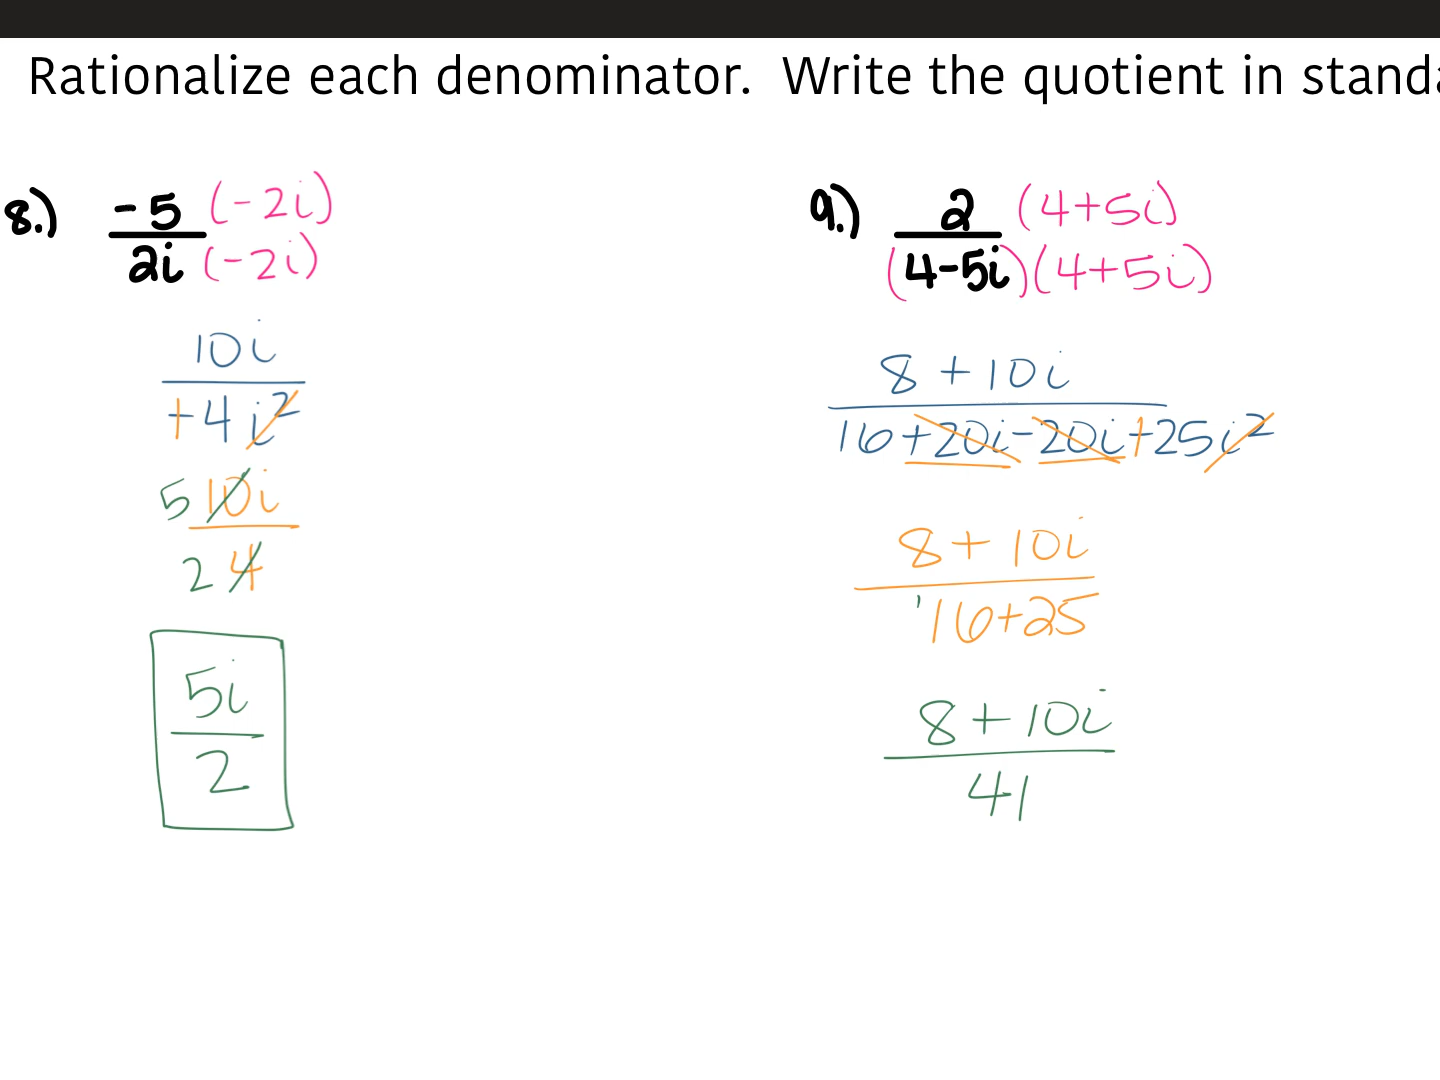 Rationalize each denominator. Write the quotient in stand
8.) -5 (-2i)
2i (-2i)
10i
+4i²
5 10i
2 4
5i
2
9.) 2 (4+5i)
(4-5i)(4+5i)
8 + 10i
16+20i-20i+25i²
8 + 10i
16+25
8 + 10i
41